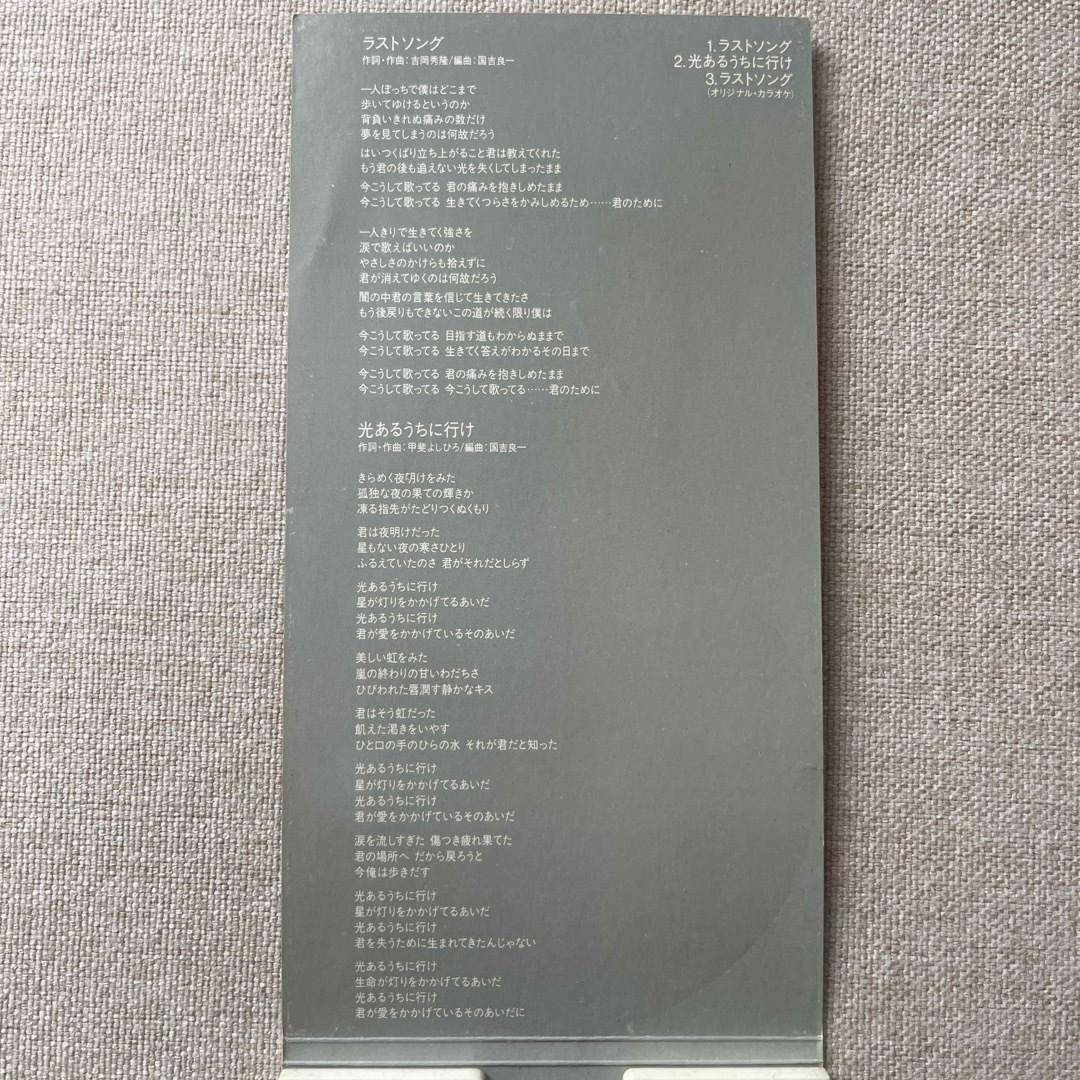 ラストソング
作詞・作曲:吉岡秀隆/編曲:国吉良一
一人ぼっちで僕はどこまで
歩いてゆけるというのか
背負いきれぬ痛みの数だけ
夢を見てしまうのは何故だろう
はいつくばり立ち上がること君は教えてくれた
もう君の後も追えない光を失くしてしまったまま
今こうして歌ってる 君の痛みを抱きしめたまま
今こうして歌ってる 生きてくつらさをかみしめるため……君のために
一人きりで生きてく強さを
涙で歌えばいいのか
やさしさのかけらも拾えずに
君が消えてゆくのは何故だろう
闇の中君の言葉を信じて生きてきたさ
もう後戻りもできないこの道が続く限り僕は
今こうして歌ってる 目指す道もわからぬままで
今こうして歌ってる 生きてく答えがわかるその日まで
今こうして歌ってる 君の痛みを抱きしめたまま
今こうして歌ってる 今こうして歌ってる……君のために
光あるうちに行け
作詞・作曲:甲斐よしひろ/編曲:国吉良一
きらめく夜明けをみた
孤独な夜の果ての輝きか
凍る指先がたどりつくぬくもり
君は夜明けだった
星もない夜の寒さひとり
ふるえていたのさ 君がそれだとしらず
光あるうちに行け
星が灯りをかかげてるあいだ
光あるうちに行け
君が愛をかかげているそのあいだ
美しい虹をみた
嵐の終わりの甘いわだちさ
ひびわれた唇潤す静かなキス
君はそう虹だった
飢えた渇きをいやす
ひと口の手のひらの水 それが君だと知った
光あるうちに行け
星が灯りをかかげてるあいだ
光あるうちに行け
君が愛をかかげているそのあいだ
涙を流しすぎた 傷つき疲れ果てた
君の場所へ だから戻ろうと
今俺は歩きだす
光あるうちに行け
星が灯りをかかげてるあいだ
光あるうちに行け
君を失うために生まれてきたんじゃない
光あるうちに行け
生命が灯りをかかげてるあいだ
光あるうちに行け
君が愛をかかげているそのあいだに
1.ラストソング
2.光あるうちに行け
3.ラストソング
(オリジナル・カラオケ)